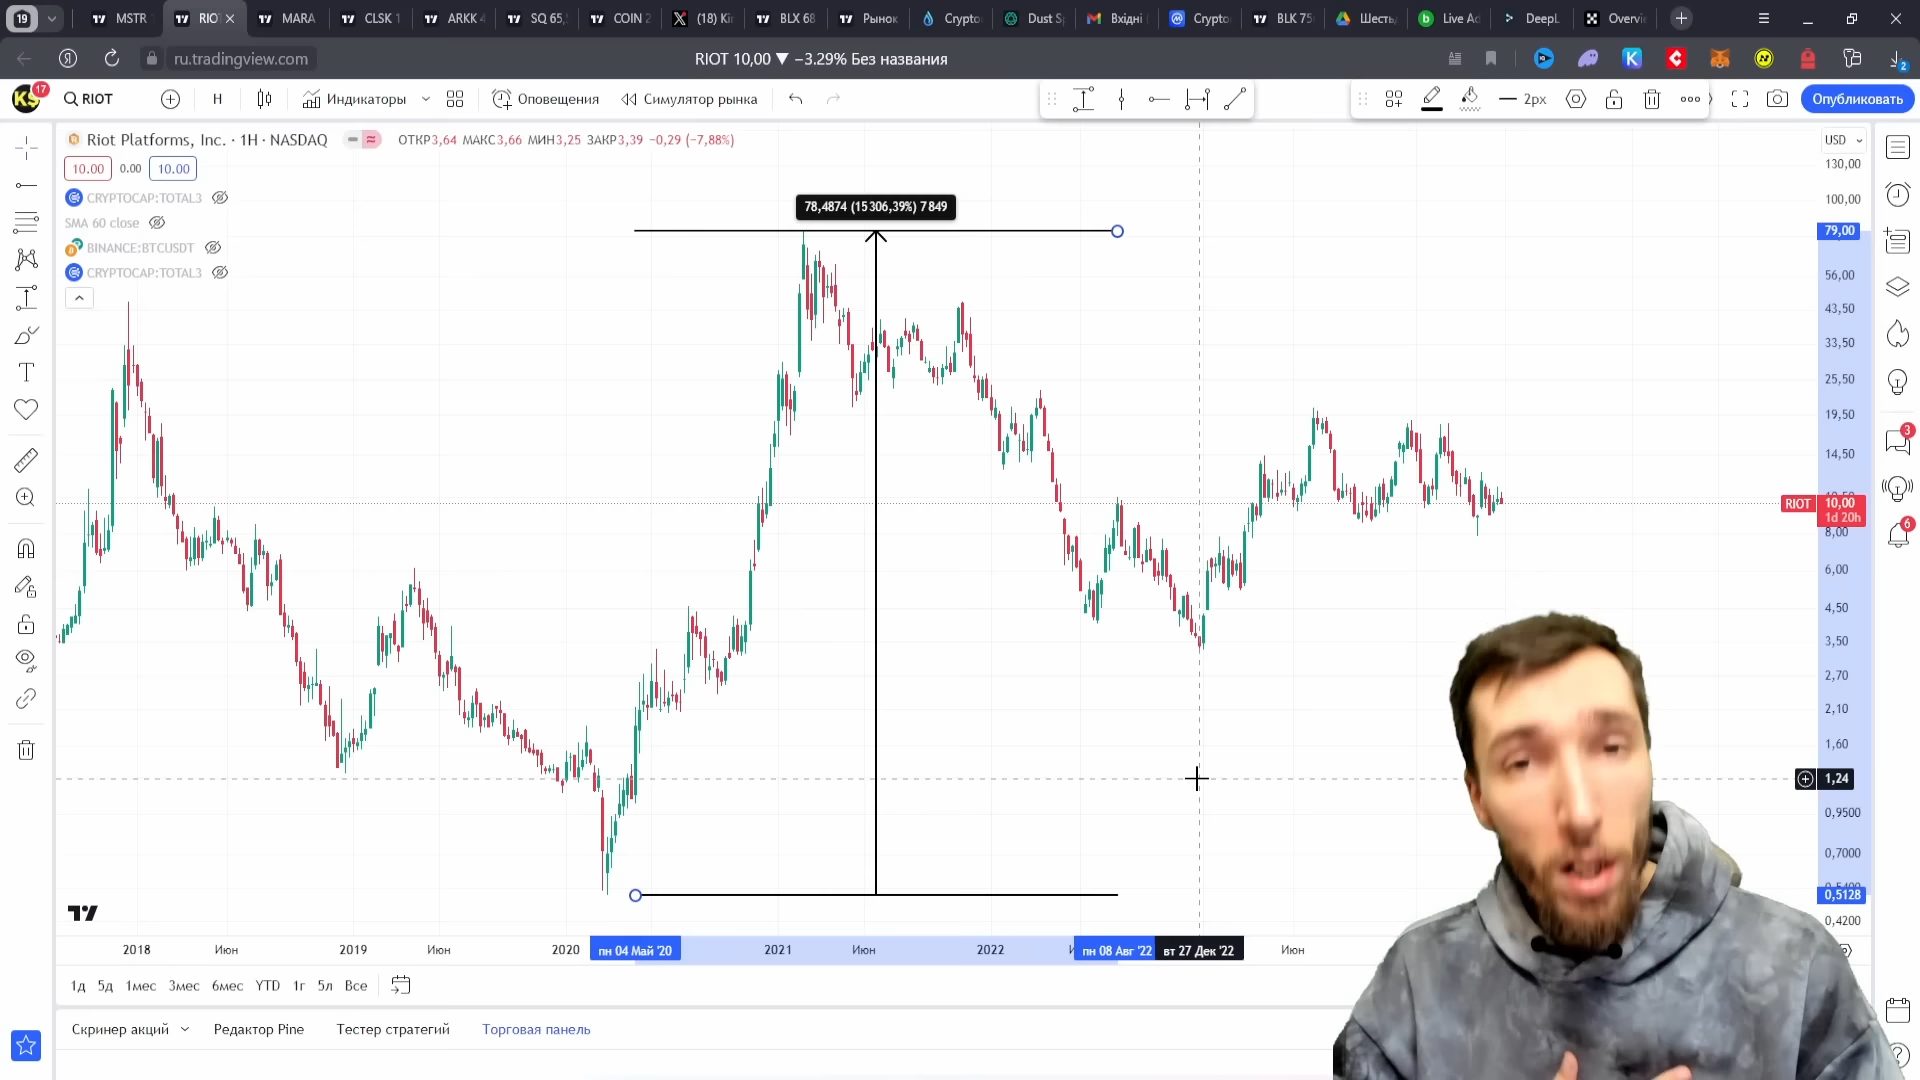 19
MSTR
RIO
MARA
CLSK 1
ARKK 4
SQ 65,
COIN 2
(18) Ki
BLX 68
Рынок
Crypto
Dust S
Вхідні
Crypto
BLK 75
Шесть
Live Ac
DeepL
Overvi
ru.tradingview.com
RIOT 10,00 ▼ −3.29% Без названия
2
17
RIOT
Н
Индикаторы
Оповещения
Симулятор рынка
2px
Опубликовать
Riot Platforms, Inc. · 1Н · NASDAQ
ОТКР3,64 МАКС3,66 МИН3,25 ЗАКР3,39 −0,29 (−7,88%)
10.00 0.00 10.00
CRYPTOCAP:TOTAL3
SMA 60 close
BINANCE:BTCUSDT
CRYPTOCAP:TOTAL3
78,4874 (15 306,39%) 7 849
USD
130,00
100,00
79,00
56,00
43,50
33,50
25,50
19,50
14,50
RIOT 10,00
1d 20h
8,00
6,00
4,50
3,50
2,70
2,10
1,60
1,24
0,9500
0,7000
0,5128
0,4200
3
6
2018
Июн
2019
Июн
2020
пн 04 Май '20
2021
Июн
2022
пн 08 Авг '22
вт 27 Дек '22
Июн
1д 5д 1мес 3мес 6мес YTD 1г 5л Все
Скринер акций Редактор Pine Тестер стратегий Торговая панель